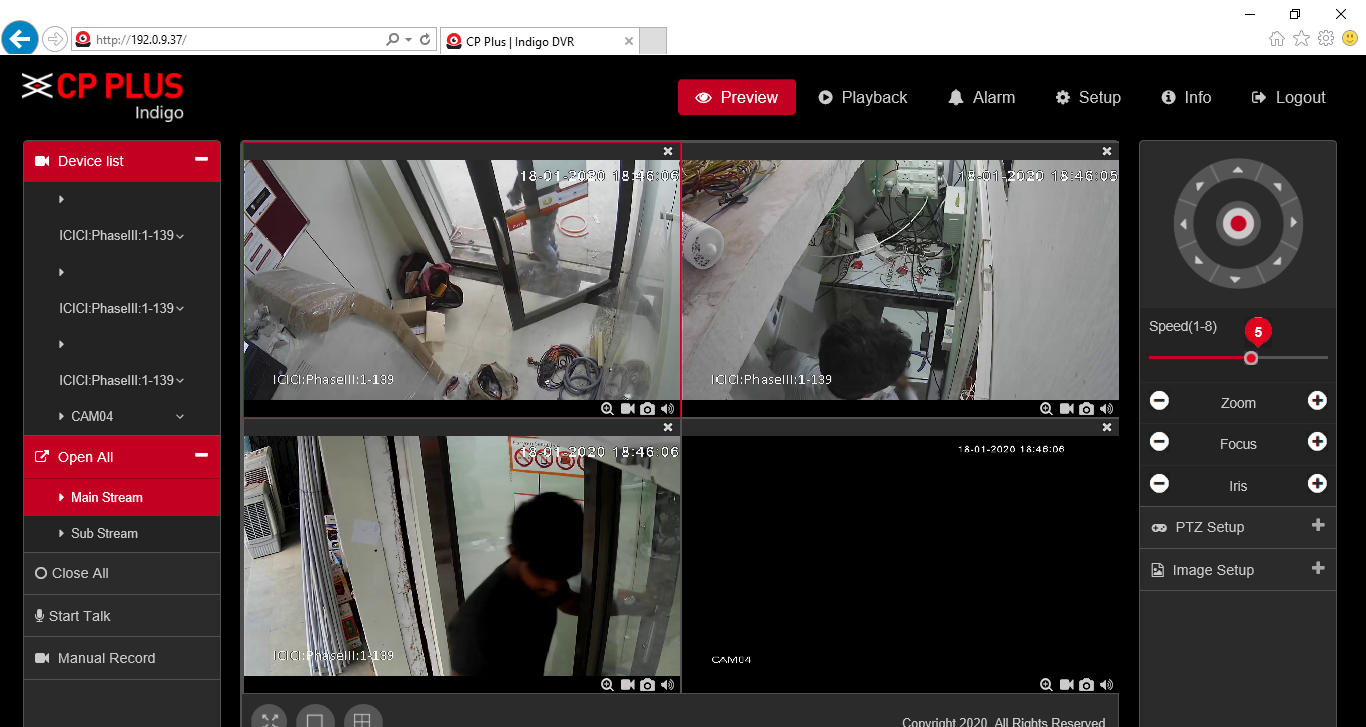 http://192.0.9.37/
CP Plus | Indigo DVR
CP PLUS
Indigo
Preview
Playback
Alarm
Setup
Info
Logout
Device list
ICICI:PhaseIII:1-139
ICICI:PhaseIII:1-139
ICICI:PhaseIII:1-139
CAM04
Open All
Main Stream
Sub Stream
Close All
Start Talk
Manual Record
18-01-2020 18:46:06
ICICI:PhaseIII:1-139
18-01-2020 18:46:06
ICICI:PhaseIII:1-139
18-01-2020 18:46:06
ICICI:PhaseIII:1-139
18-01-2020 18:46:06
CAM04
Speed(1-8)
5
Zoom
Focus
Iris
PTZ Setup
Image Setup
Copyright 2020, All Rights Reserved